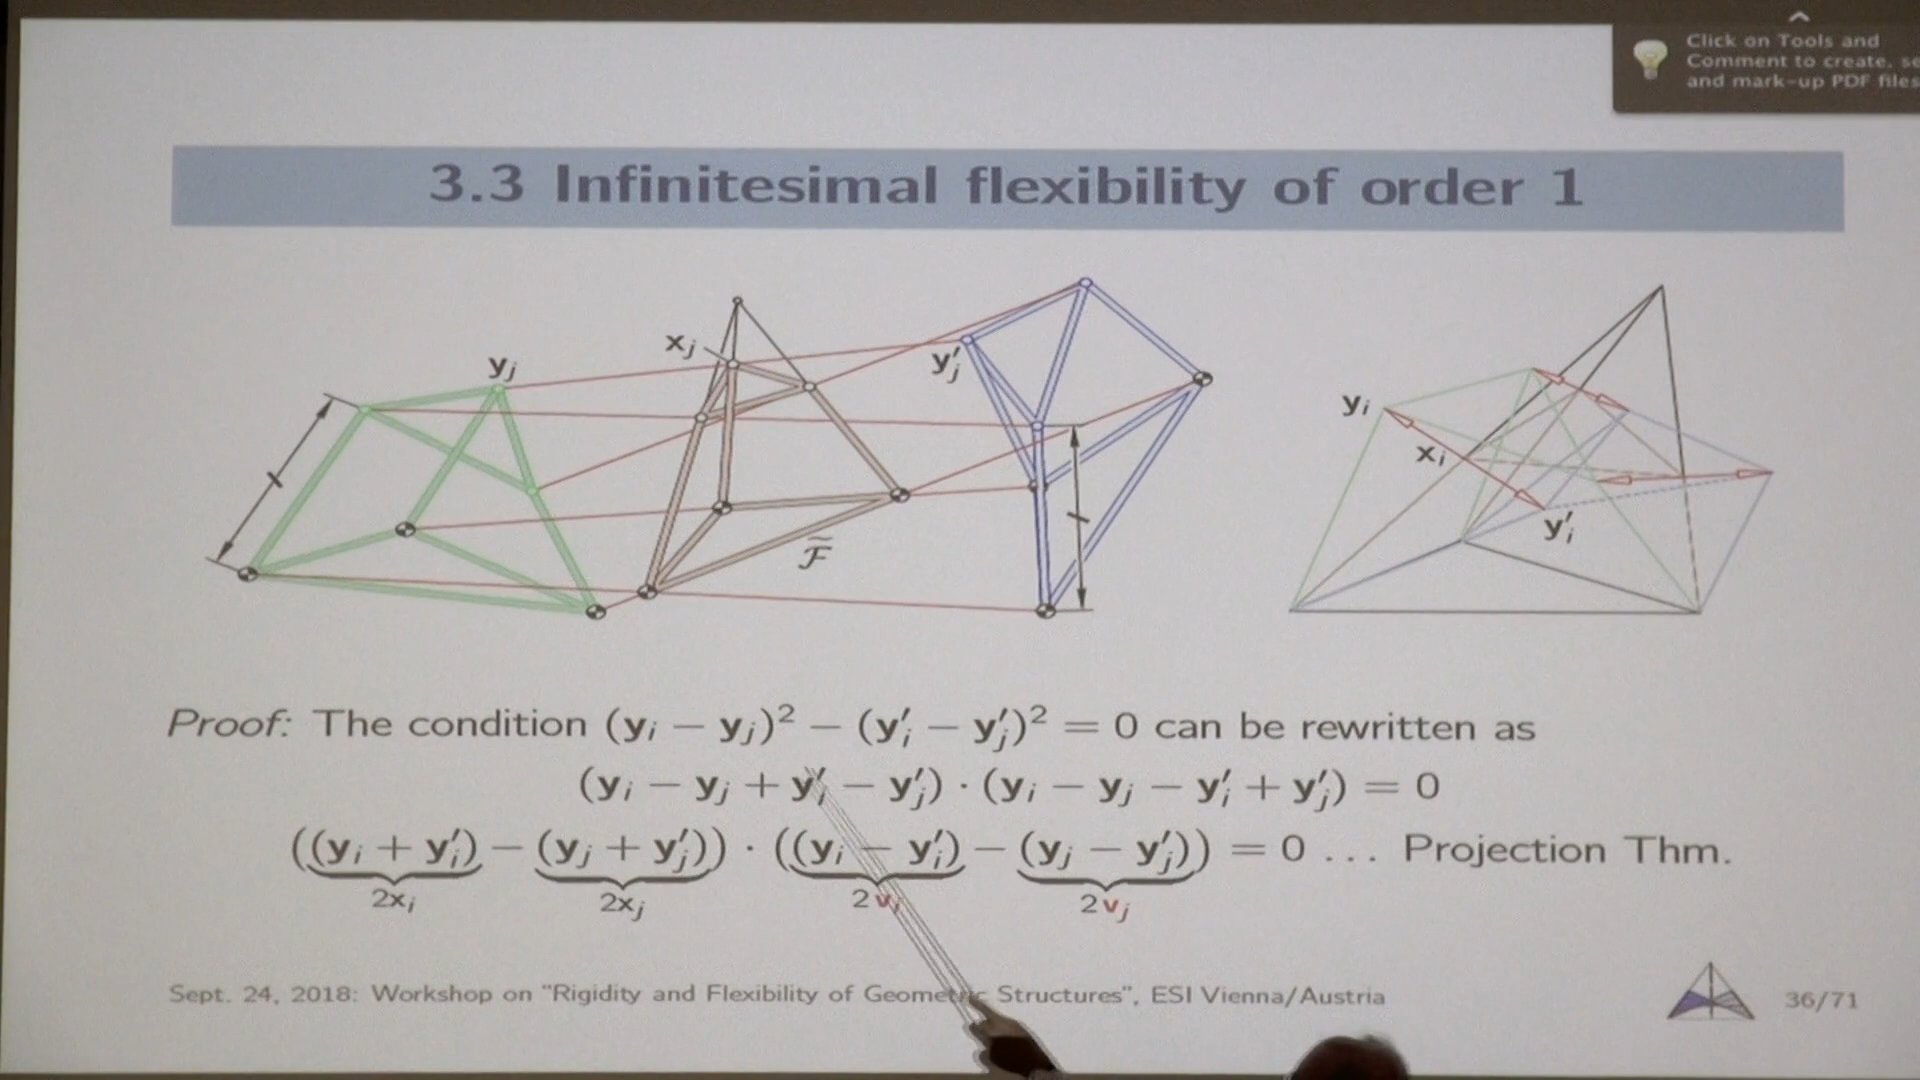 Click on Tools and
Comment to create, se
and mark-up PDF files
3.3 Infinitesimal flexibility of order 1
y_j
x_j
y′_j
F̃
y_i
x_i
y′_i
Proof: The condition (y_i − y_j)² − (y′_i − y′_j)² = 0 can be rewritten as
(y_i − y_j + y′_i − y′_j) · (y_i − y_j − y′_i + y′_j) = 0
((y_i + y′_i) − (y_j + y′_j)) · ((y_i − y′_i) − (y_j − y′_j)) = 0 ... Projection Thm.
2x_i 2x_j 2v_i 2v_j
Sept. 24, 2018: Workshop on "Rigidity and Flexibility of Geometric Structures", ESI Vienna/Austria
36/71